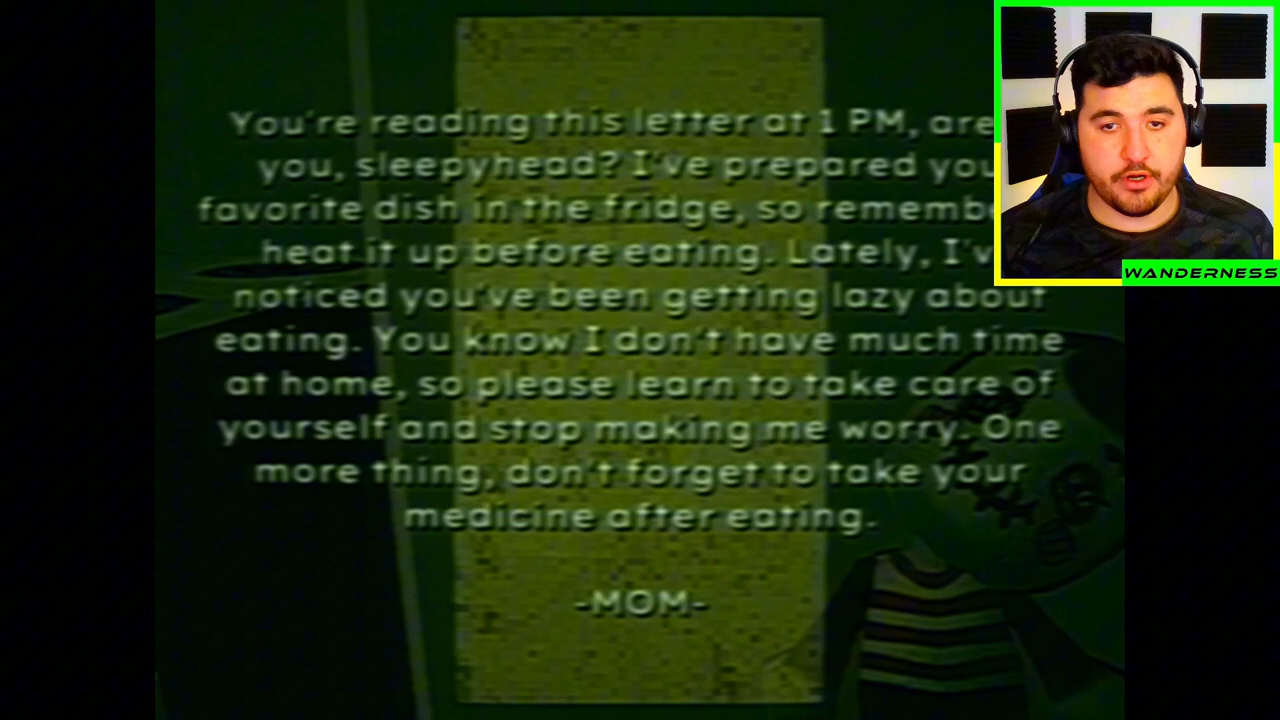 You're reading this letter at 1 PM, are
you, sleepyhead? I've prepared
favorite dish in the fridge, so
heat it up before eating. Lately,
noticed you've been getting lazy about
eating. You know I don't have much time
at home, so please learn to take care of
yourself and stop making me worry. One
more thing, don't forget to take your
medicine after eating.
-MOM-
WANDERNESS